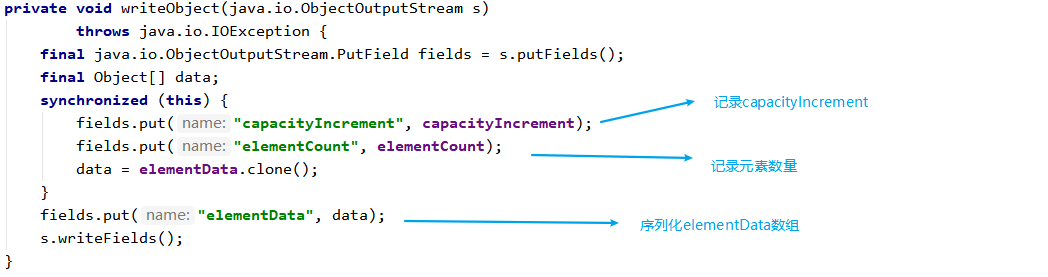 private void writeObject(java.io.ObjectOutputStream s)
throws java.io.IOException {
final java.io.ObjectOutputStream.PutField fields = s.putFields();
final Object[] data;
synchronized (this) {
fields.put( name: "capacityIncrement", capacityIncrement);
记录capacityIncrement
fields.put( name: "elementCount", elementCount);
记录元素数量
data = elementData.clone();
}
fields.put( name: "elementData", data);
序列化elementData数组
s.writeFields();
}